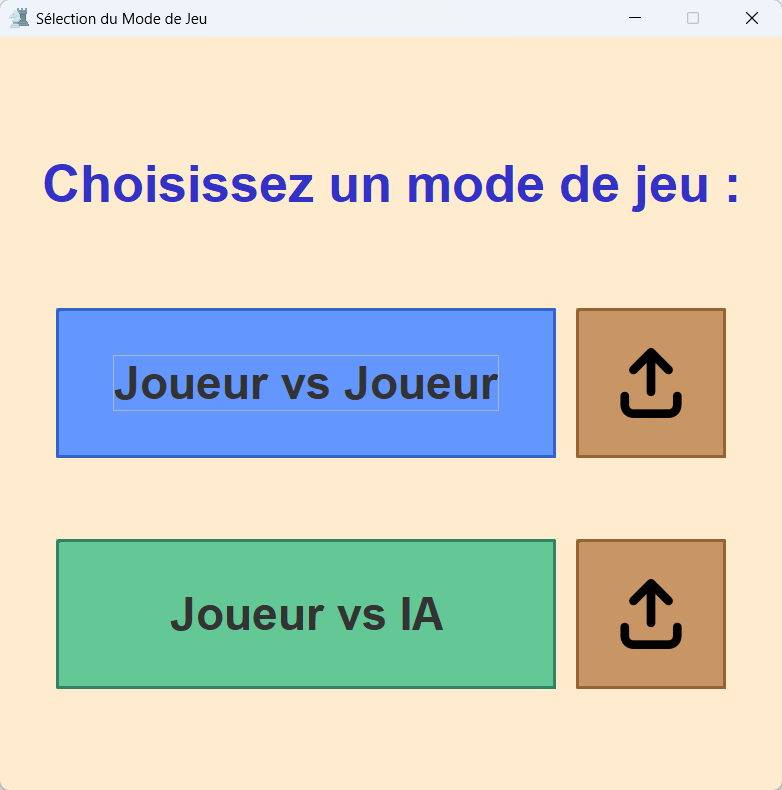 Sélection du Mode de Jeu
Choisissez un mode de jeu :
Joueur vs Joueur
Joueur vs IA